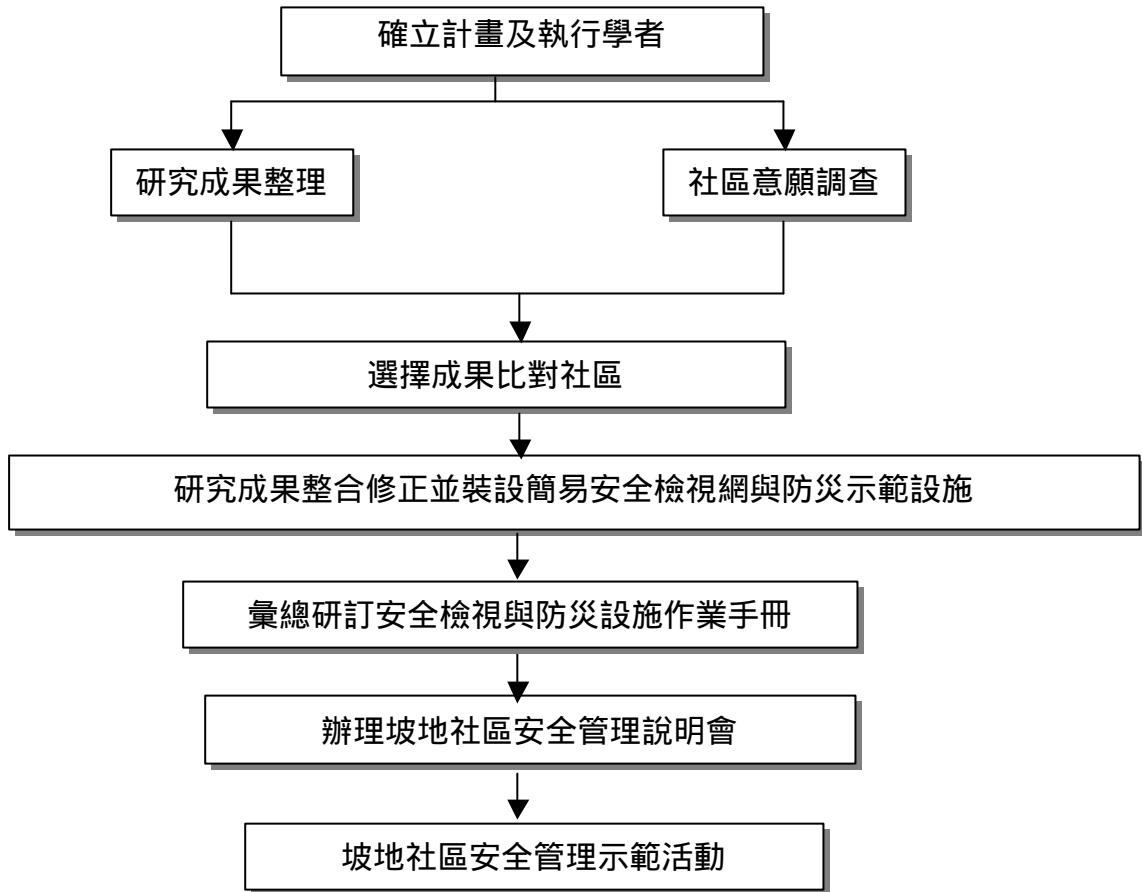 確立計畫及執行學者
研究成果整理
社區意願調查
選擇成果比對社區
研究成果整合修正並裝設簡易安全檢視網與防災示範設施
彙總研訂安全檢視與防災設施作業手冊
辦理坡地社區安全管理說明會
坡地社區安全管理示範活動